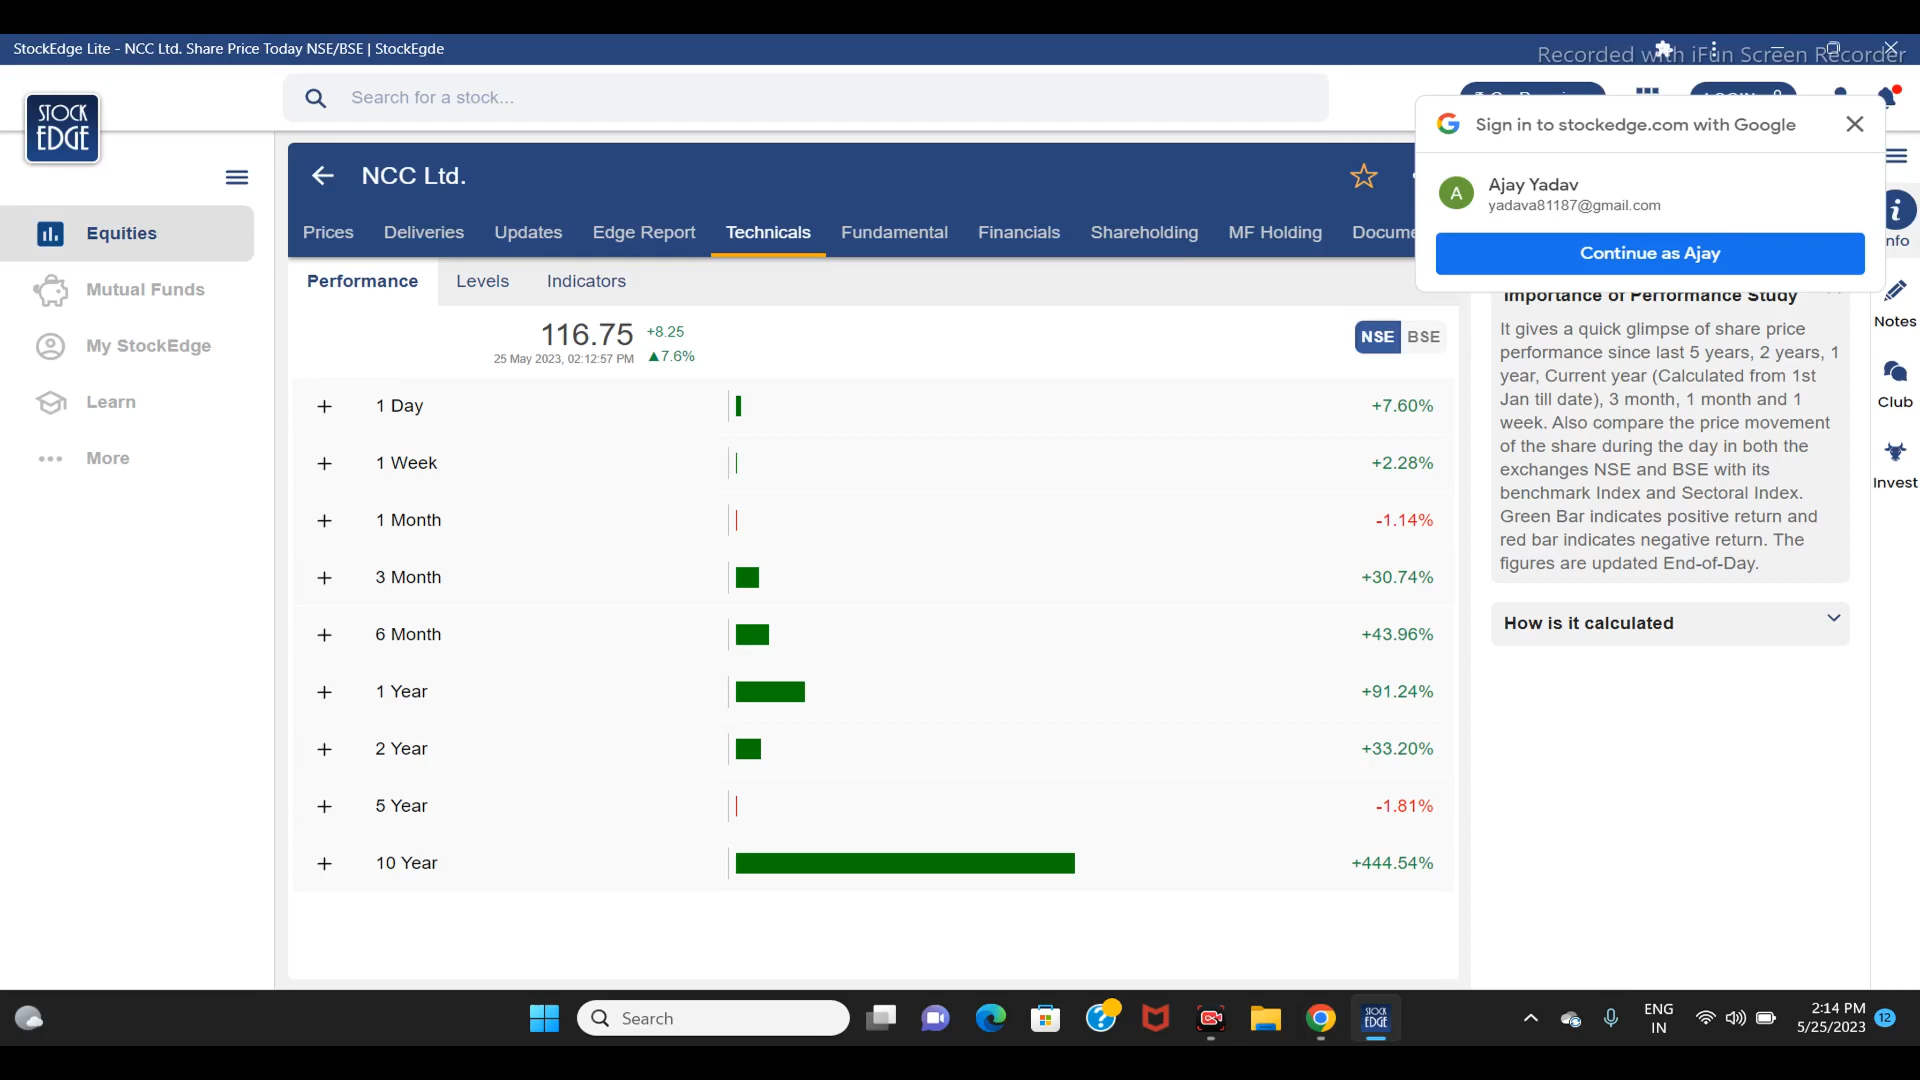 StockEdge Lite - NCC Ltd. Share Price Today NSE/BSE | StockEgde
Recorded with iFun Screen Recorder
STOCK
EDGE
Search for a stock...
Sign in to stockedge.com with Google
A
Ajay Yadav
yadava81187@gmail.com
Continue as Ajay
NCC Ltd.
Prices Deliveries Updates Edge Report Technicals Fundamental Financials Shareholding MF Holding Docume
Performance Levels Indicators
Equities
Mutual Funds
My StockEdge
Learn
More
116.75 +8.25
25 May 2023, 02:12:57 PM ▲7.6%
NSE BSE
+ 1 Day +7.60%
+ 1 Week +2.28%
+ 1 Month -1.14%
+ 3 Month +30.74%
+ 6 Month +43.96%
+ 1 Year +91.24%
+ 2 Year +33.20%
+ 5 Year -1.81%
+ 10 Year +444.54%
Importance of Performance Study
It gives a quick glimpse of share price
performance since last 5 years, 2 years, 1
year, Current year (Calculated from 1st
Jan till date), 3 month, 1 month and 1
week. Also compare the price movement
of the share during the day in both the
exchanges NSE and BSE with its
benchmark Index and Sectoral Index.
Green Bar indicates positive return and
red bar indicates negative return. The
figures are updated End-of-Day.
How is it calculated
nfo
Notes
Club
Invest
Search
STOCK
EDGE
ENG
IN
2:14 PM
5/25/2023
12